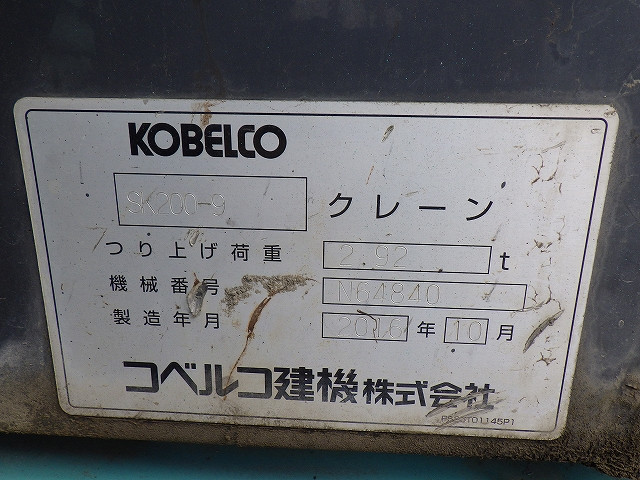 KOBELCO
SK200-9 クレーン
つり上げ荷重 2.92 t
機械番号 N64840
製造年月 2016 年 10 月
コベルコ建機株式会社